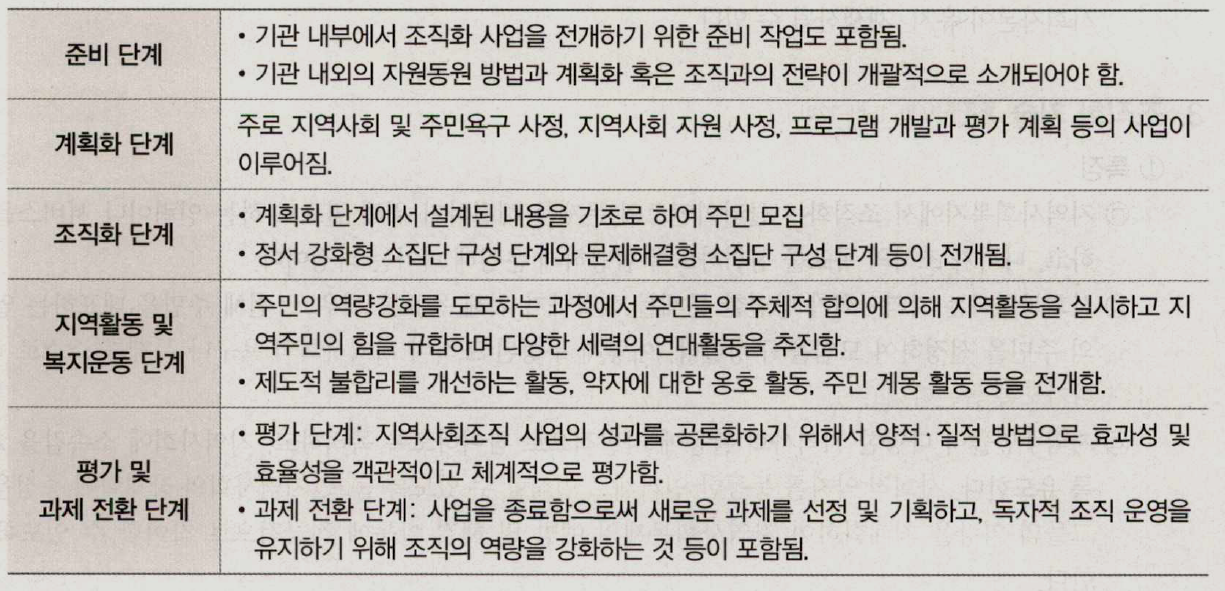 준비 단계
• 기관 내부에서 조직화 사업을 전개하기 위한 준비 작업도 포함됨.
• 기관 내외의 자원동원 방법과 계획화 혹은 조직과의 전략이 개괄적으로 소개되어야 함.
계획화 단계
주로 지역사회 및 주민욕구 사정, 지역사회 자원 사정, 프로그램 개발과 평가 계획 등의 사업이
이루어짐.
조직화 단계
• 계획화 단계에서 설계된 내용을 기초로 하여 주민 모집
• 정서 강화형 소집단 구성 단계와 문제해결형 소집단 구성 단계 등이 전개됨.
지역활동 및
복지운동 단계
• 주민의 역량강화를 도모하는 과정에서 주민들의 주체적 합의에 의해 지역활동을 실시하고 지
역주민의 힘을 규합하며 다양한 세력의 연대활동을 추진함.
• 제도적 불합리를 개선하는 활동, 약자에 대한 옹호 활동, 주민 계몽 활동 등을 전개함.
평가 및
과제 전환 단계
• 평가 단계: 지역사회조직 사업의 성과를 공론화하기 위해서 양적·질적 방법으로 효과성 및
효율성을 객관적이고 체계적으로 평가함.
• 과제 전환 단계: 사업을 종료함으로써 새로운 과제를 선정 및 기획하고, 독자적 조직 운영을
유지하기 위해 조직의 역량을 강화하는 것 등이 포함됨.